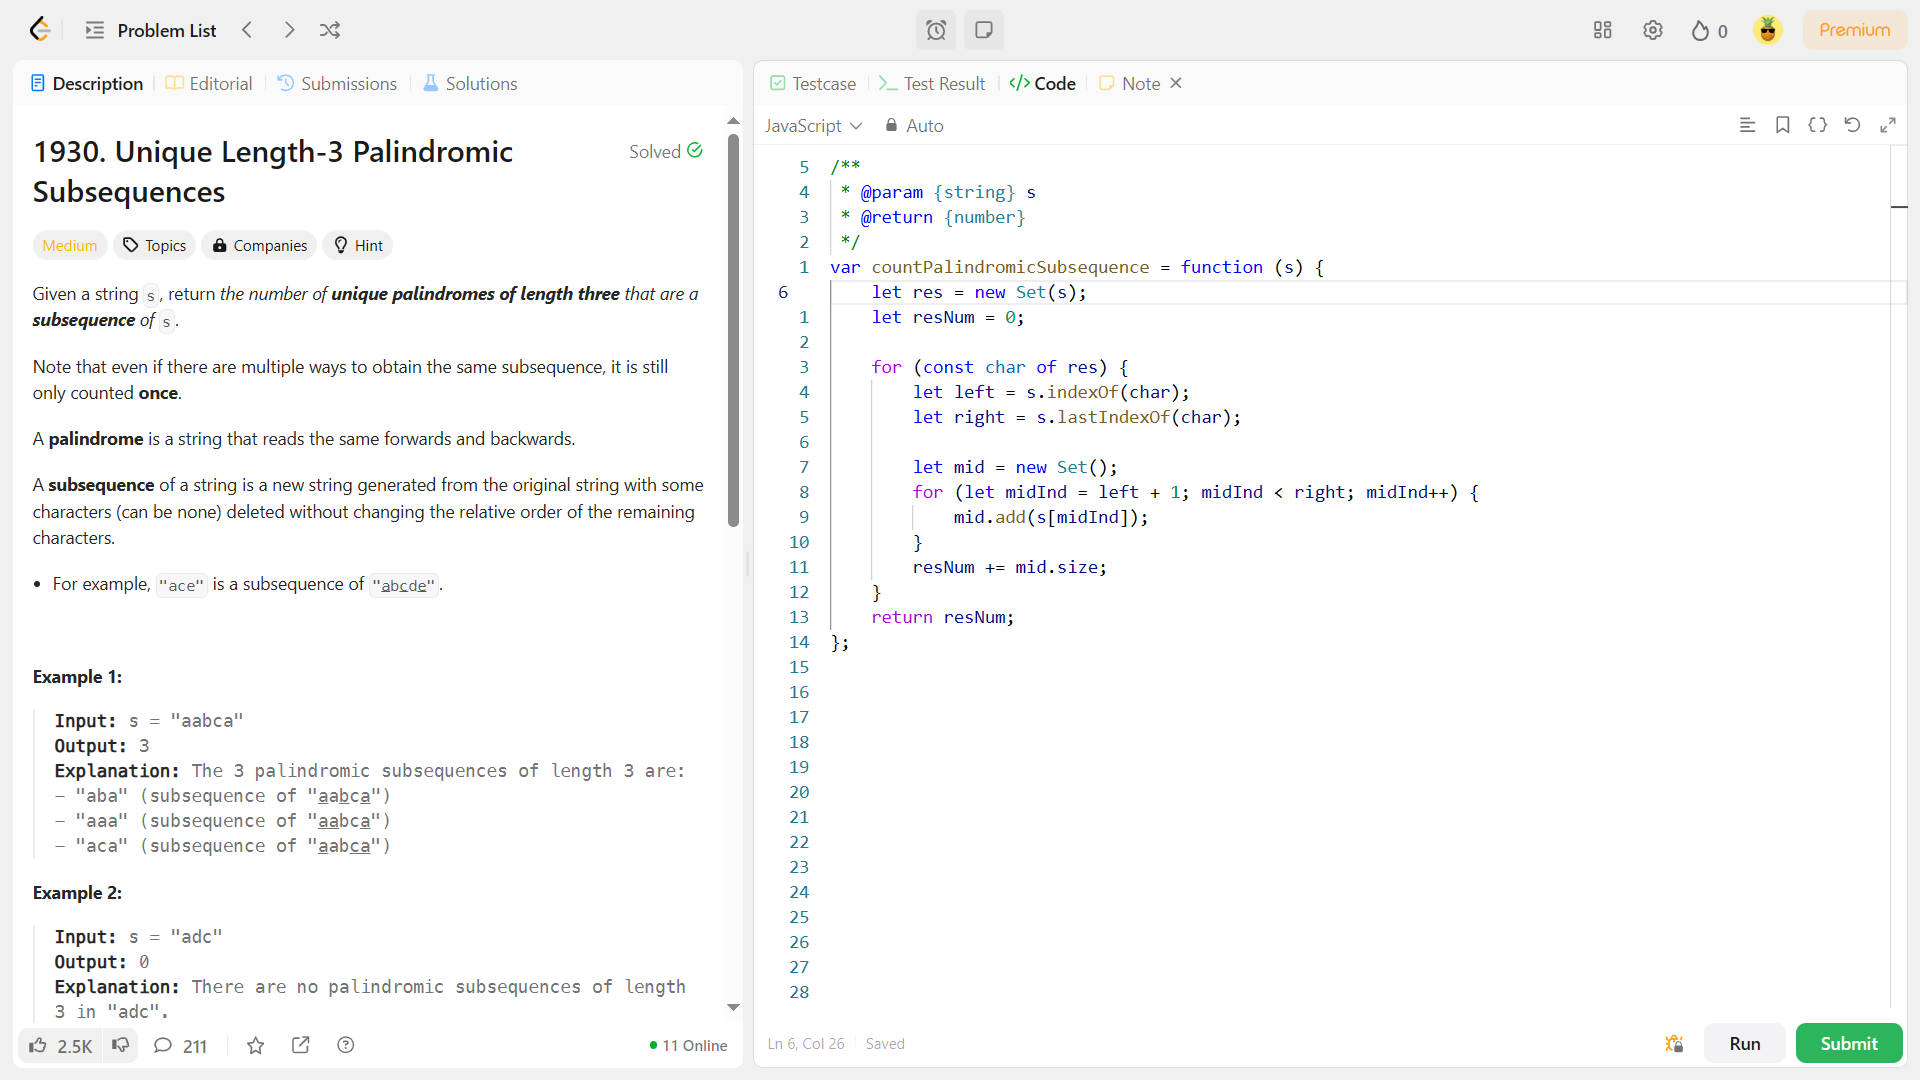 Problem List
0
Premium
Description
Editorial
Submissions
Solutions
1930. Unique Length-3 Palindromic
Subsequences
Solved
Medium
Topics
Companies
Hint
Given a string s, return the number of unique palindromes of length three that are a
subsequence of s.
Note that even if there are multiple ways to obtain the same subsequence, it is still
only counted once.
A palindrome is a string that reads the same forwards and backwards.
A subsequence of a string is a new string generated from the original string with some
characters (can be none) deleted without changing the relative order of the remaining
characters.
• For example, "ace" is a subsequence of "abcde".
Example 1:
Input: s = "aabca"
Output: 3
Explanation: The 3 palindromic subsequences of length 3 are:
- "aba" (subsequence of "aabca")
- "aaa" (subsequence of "aabca")
- "aca" (subsequence of "aabca")
Example 2:
Input: s = "adc"
Output: 0
Explanation: There are no palindromic subsequences of length
3 in "adc".
2.5K
211
11 Online
Testcase
Test Result
</> Code
Note
JavaScript
Auto
5 /**
4 * @param {string} s
3 * @return {number}
2 */
1 var countPalindromicSubsequence = function (s) {
6 let res = new Set(s);
1 let resNum = 0;
2
3 for (const char of res) {
4 let left = s.indexOf(char);
5 let right = s.lastIndexOf(char);
6
7 let mid = new Set();
8 for (let midInd = left + 1; midInd < right; midInd++) {
9 mid.add(s[midInd]);
10 }
11 resNum += mid.size;
12 }
13 return resNum;
14 };
15
16
17
18
19
20
21
22
23
24
25
26
27
28
Ln 6, Col 26
Saved
Run
Submit